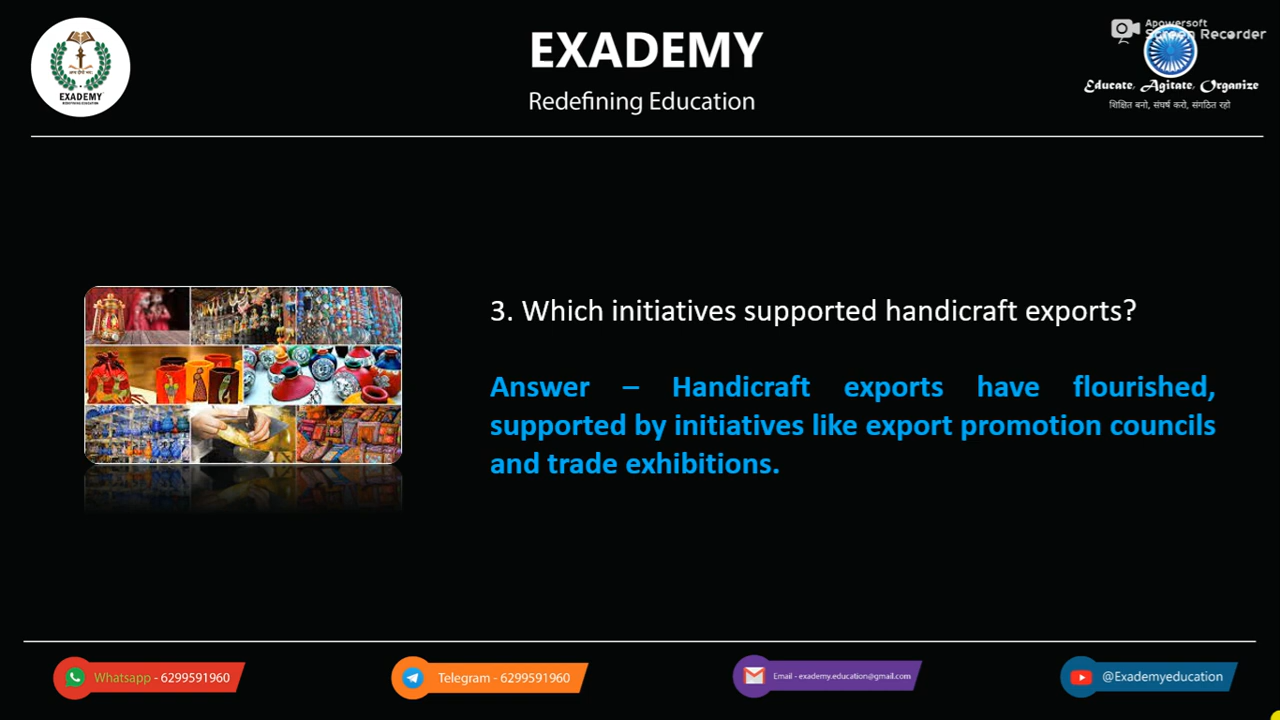 EXADEMY
Redefining Education
EXADEMY
REDEFINING EDUCATION
Apowersoft
Screen Recorder
Educate, Agitate, Organize
शिक्षित बनो, संघर्ष करो, संगठित रहो
3. Which initiatives supported handicraft exports?
Answer – Handicraft exports have flourished,
supported by initiatives like export promotion councils
and trade exhibitions.
Whatsapp - 6299591960
Telegram - 6299591960
Email - exademy.education@gmail.com
@Exademyeducation